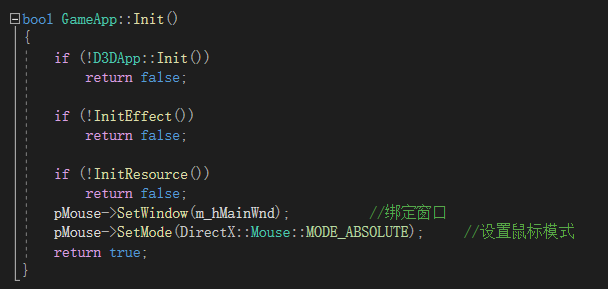 bool GameApp::Init()
{
if (!D3DApp::Init())
return false;
if (!InitEffect())
return false;
if (!InitResource())
return false;
pMouse->SetWindow(m_hMainWnd); //绑定窗口
pMouse->SetMode(DirectX::Mouse::MODE_ABSOLUTE); //设置鼠标模式
return true;
}